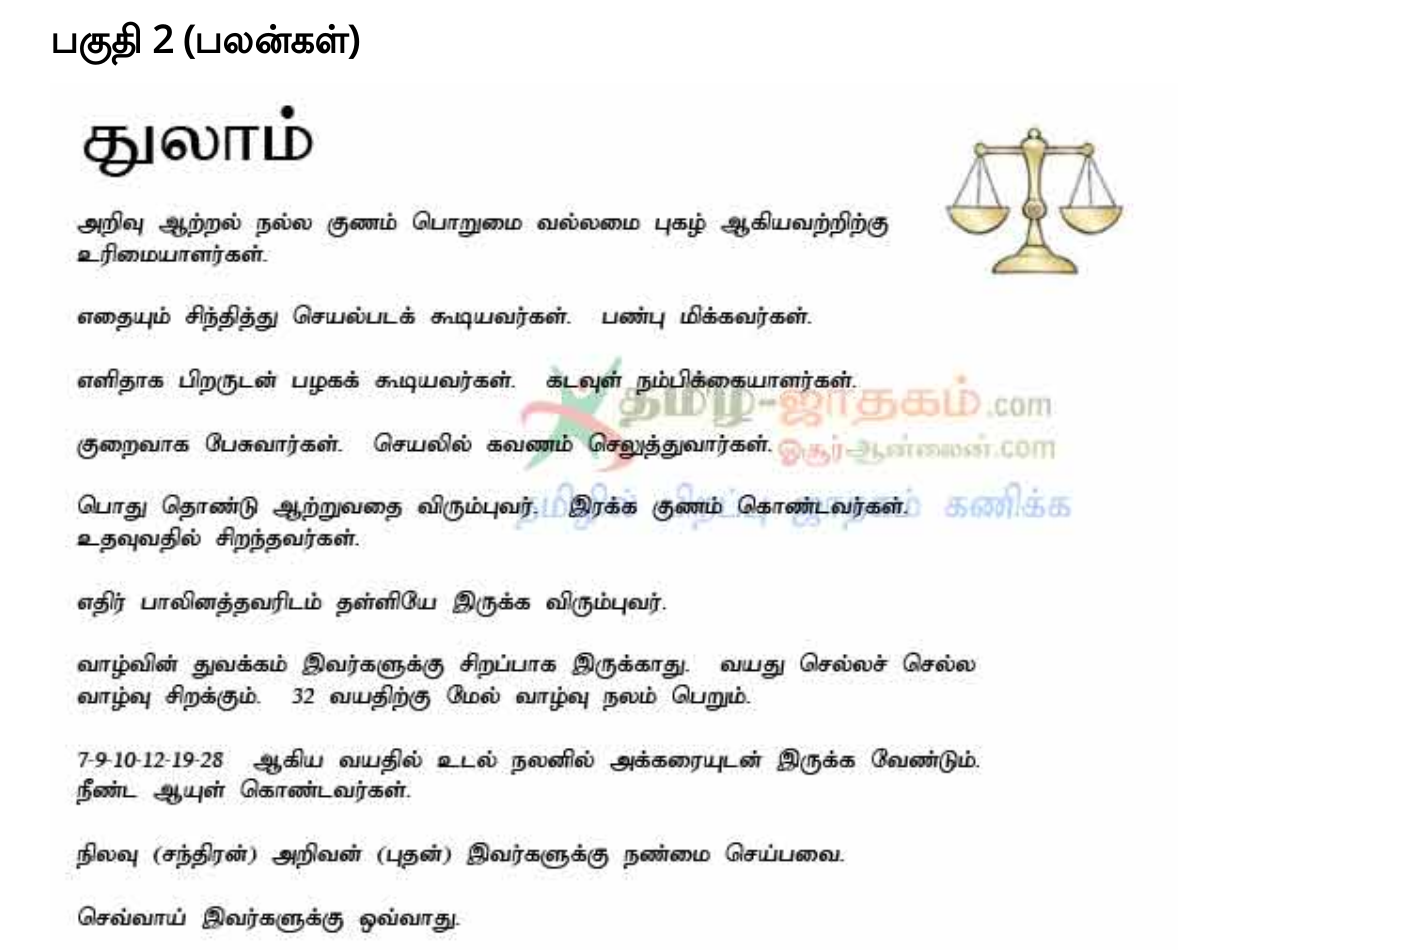 பகுதி 2 (பலன்கள்)
துலாம்
அறிவு ஆற்றல் நல்ல குணம் பொறுமை வல்லமை புகழ் ஆகியவற்றிற்கு
உரிமையாளர்கள்.
எதையும் சிந்தித்து செயல்படக் கூடியவர்கள். பண்பு மிக்கவர்கள்.
எளிதாக பிறருடன் பழகக் கூடியவர்கள். கடவுள் நம்பிக்கையாளர்கள்.
தமிழ்-ஜாதகம்.com
குறைவாக பேசுவார்கள். செயலில் கவணம் செலுத்துவார்கள்.
ஓசூர்ஆன்லைன்.com
பொது தொண்டு ஆற்றுவதை விரும்புவர். இரக்க குணம் கொண்டவர்கள்.
தமிழில் பிறப்பு ஜாதகம் கணிக்க
உதவுவதில் சிறந்தவர்கள்.
எதிர் பாலினத்தவரிடம் தள்ளியே இருக்க விரும்புவர்.
வாழ்வின் துவக்கம் இவர்களுக்கு சிறப்பாக இருக்காது. வயது செல்லச் செல்ல
வாழ்வு சிறக்கும். 32 வயதிற்கு மேல் வாழ்வு நலம் பெறும்.
7-9-10-12-19-28 ஆகிய வயதில் உடல் நலனில் அக்கரையுடன் இருக்க வேண்டும்.
நீண்ட ஆயுள் கொண்டவர்கள்.
நிலவு (சந்திரன்) அறிவன் (புதன்) இவர்களுக்கு நண்மை செய்பவை.
செவ்வாய் இவர்களுக்கு ஒவ்வாது.